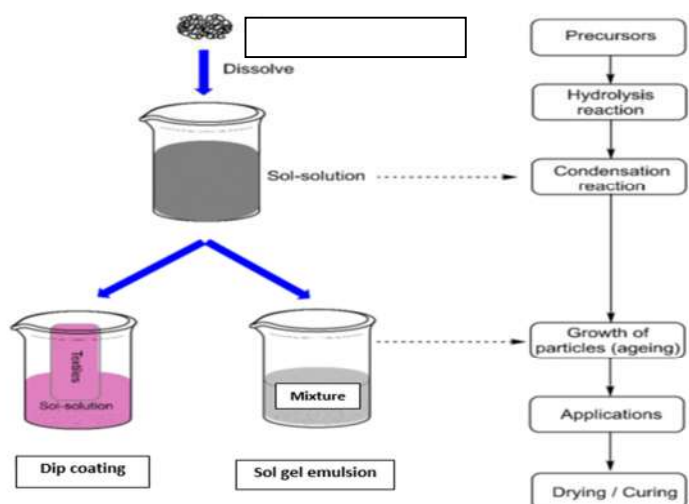 Dissolve
Sol-solution
Textiles
Sol-solution
Dip coating
Mixture
Sol gel emulsion
Precursors
Hydrolysis
reaction
Condensation
reaction
Growth of
particles (ageing)
Applications
Drying / Curing